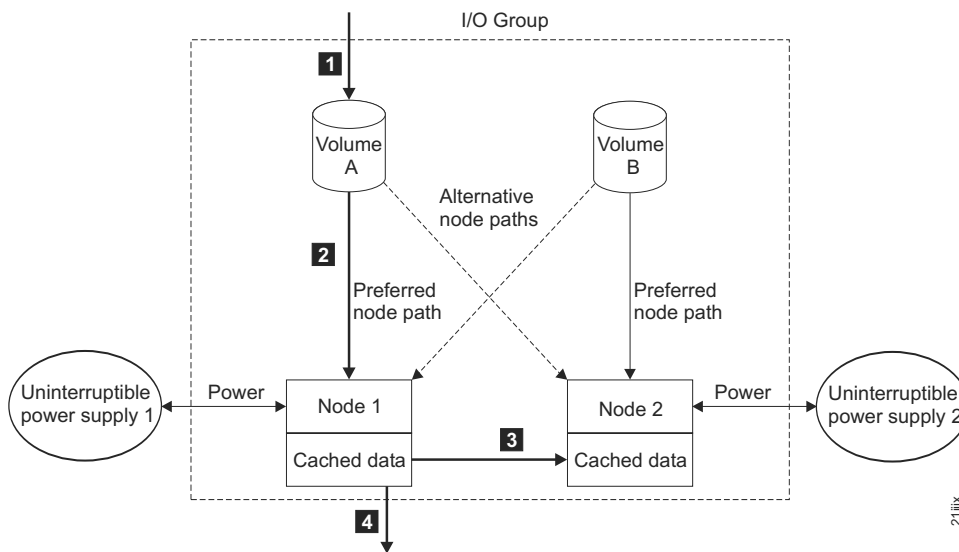 I/O Group
1
Volume
A
Volume
B
Alternative
node paths
2
Preferred
node path
Preferred
node path
Uninterruptible
power supply 1
Power
Node 1
Node 2
Power
Uninterruptible
power supply 2
Cached data
3
Cached data
4